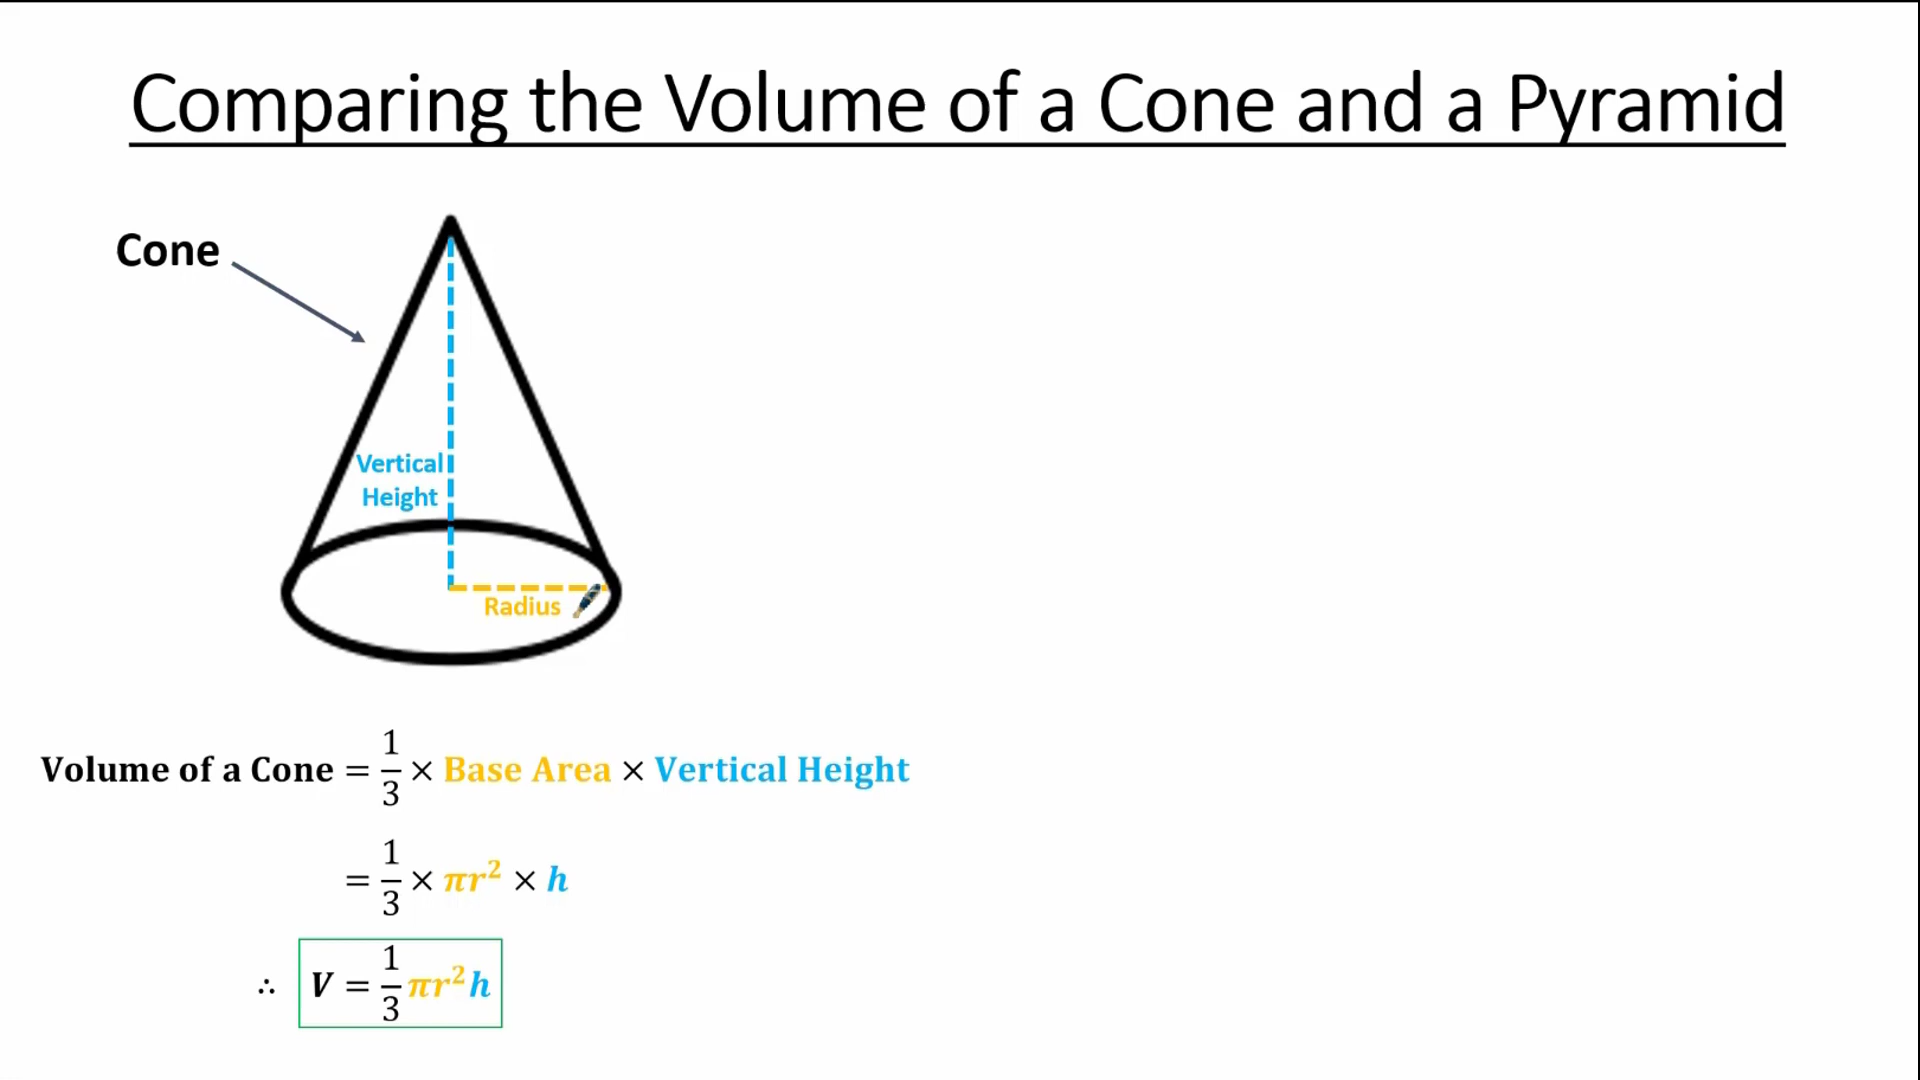 Comparing the Volume of a Cone and a Pyramid
Cone
Vertical
Height
Radius
Volume of a Cone = 1/3 × Base Area × Vertical Height
= 1/3 × πr² × h
∴ V = 1/3 πr²h